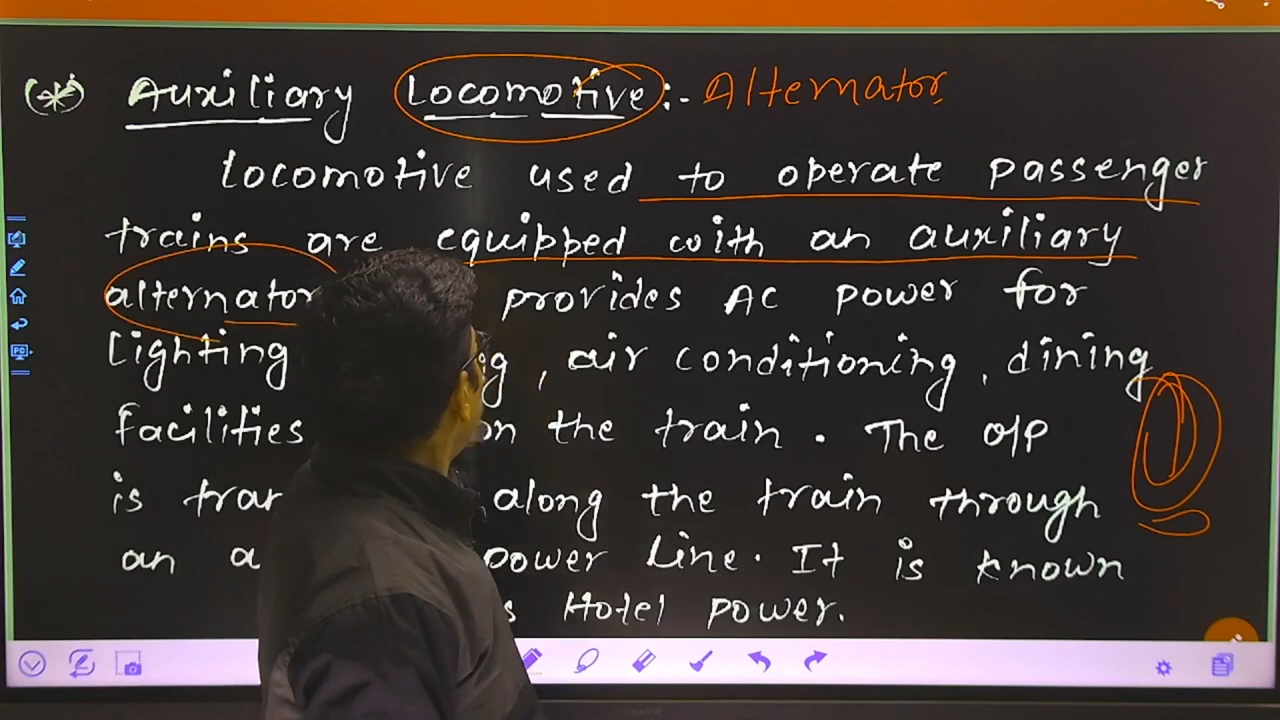 (*) Auxiliary Locomotive :- Alternator.
Locomotive used to operate passenger
trains are equipped with an auxiliary
alternator provides AC power for
Lighting , air conditioning, dining
facilities on the train. The O/P
is along the train through
an power Line. It is known
Hotel power.